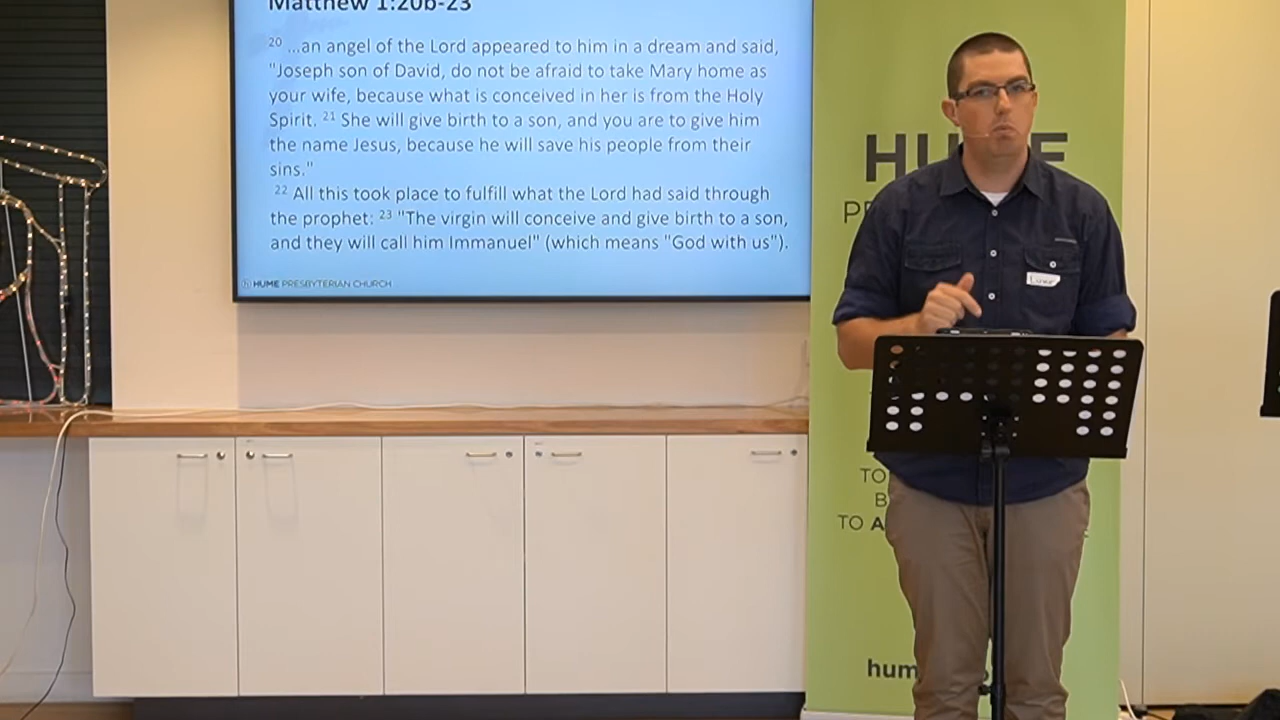 Matthew 1:20b-23
20 ...an angel of the Lord appeared to him in a dream and said,
"Joseph son of David, do not be afraid to take Mary home as
your wife, because what is conceived in her is from the Holy
Spirit. 21 She will give birth to a son, and you are to give him
the name Jesus, because he will save his people from their
sins."
22 All this took place to fulfill what the Lord had said through
the prophet: 23 "The virgin will conceive and give birth to a son,
and they will call him Immanuel" (which means "God with us").
HUME PRESBYTERIAN CHURCH
HUME
TO
TO